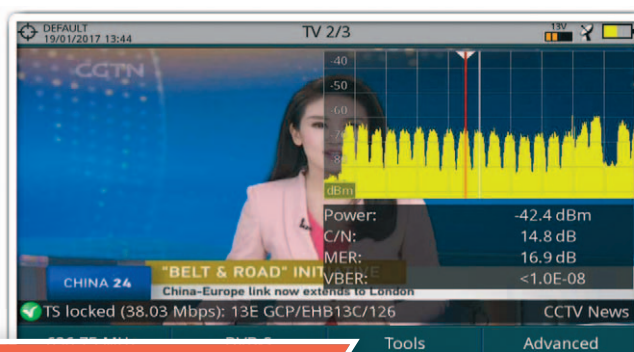 DEFAULT
19/01/2017 13:44
TV 2/3
13V
CGTN
-40
-50
-60
dBm
Power: -42.4 dBm
C/N: 14.8 dB
MER: 16.9 dB
VBER: <1.0E-08
CHINA 24
"BELT & ROAD" INITIATIVE
China-Europe link now extends to London
TS locked (38.03 Mbps): 13E GCP/EHB13C/126
CCTV News
Tools
Advanced